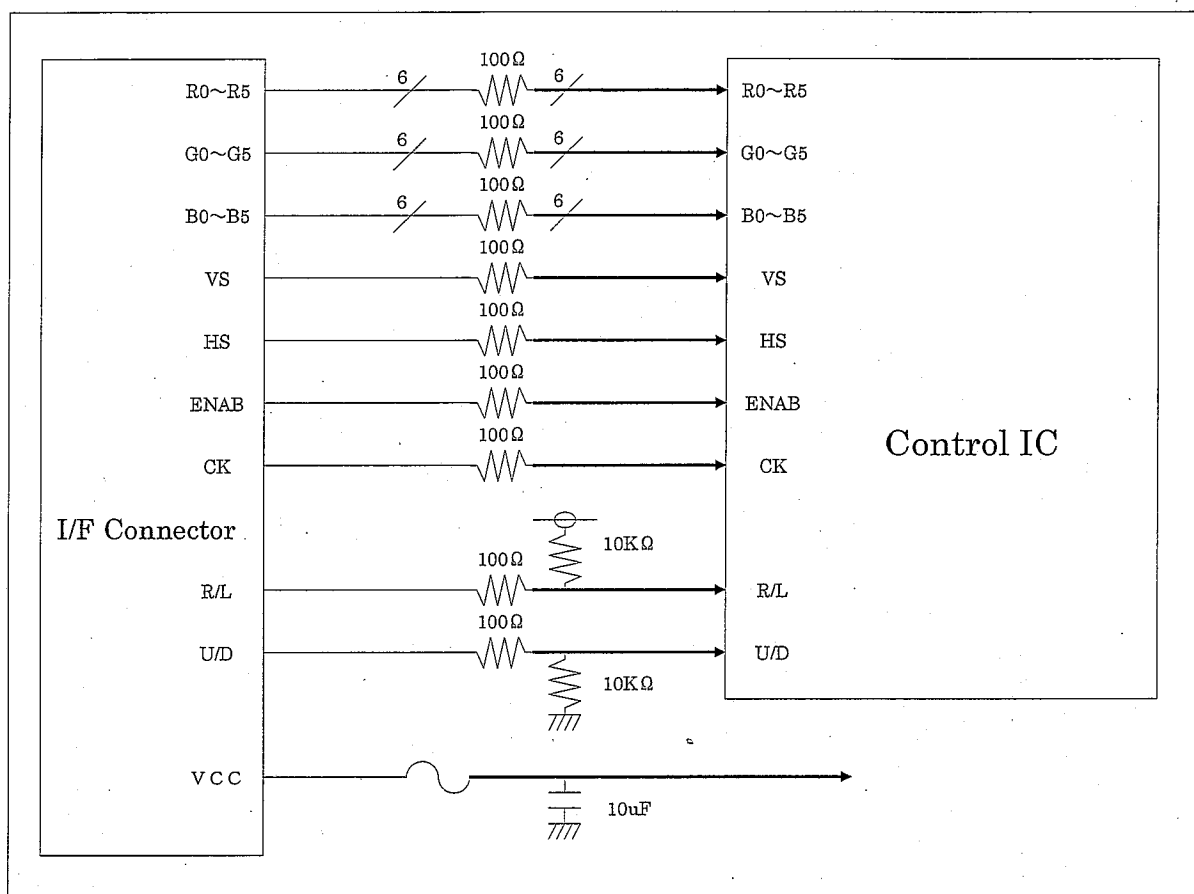 100Ω
R0~R5 6 6 R0~R5
100Ω
G0~G5 6 6 G0~G5
100Ω
B0~B5 6 6 B0~B5
100Ω
VS VS
100Ω
HS HS
100Ω
ENAB ENAB
100Ω
CK CK
Control IC
I/F Connector
10KΩ
100Ω
R/L R/L
100Ω
U/D U/D
10KΩ
VCC
10uF